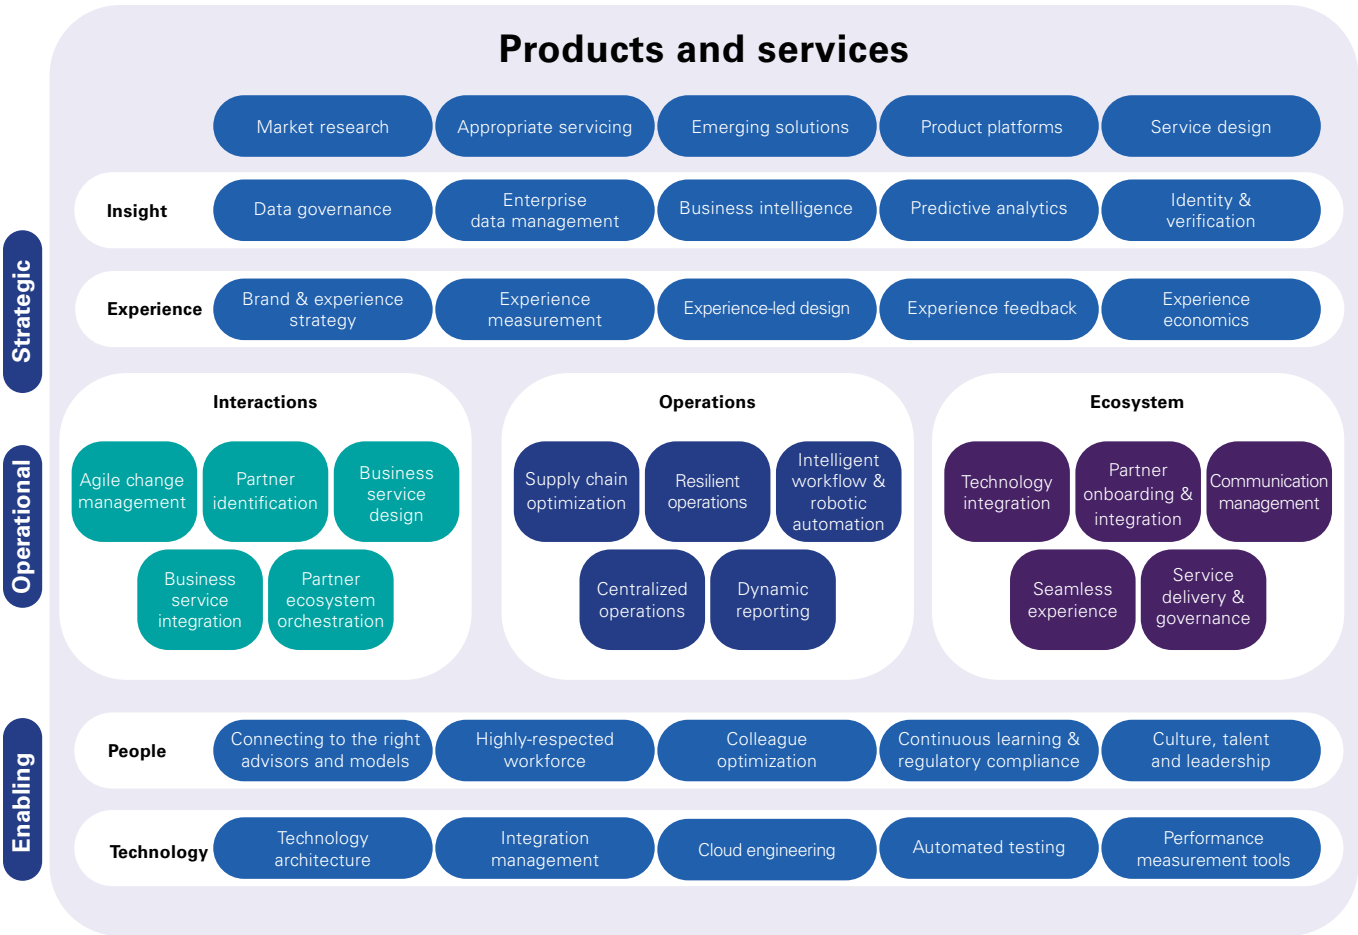 Products and services
Market research
Appropriate servicing
Emerging solutions
Product platforms
Service design
Strategic
Insight
Data governance
Enterprise
data management
Business intelligence
Predictive analytics
Identity &
verification
Experience
Brand & experience
strategy
Experience
measurement
Experience-led design
Experience feedback
Experience
economics
Operational
Interactions
Agile change
management
Partner
identification
Business
service
design
Business
service
integration
Partner
ecosystem
orchestration
Operations
Supply chain
optimization
Resilient
operations
Intelligent
workflow &
robotic
automation
Centralized
operations
Dynamic
reporting
Ecosystem
Technology
integration
Partner
onboarding &
integration
Communication
management
Seamless
experience
Service
delivery &
governance
Enabling
People
Connecting to the right
advisors and models
Highly-respected
workforce
Colleague
optimization
Continuous learning &
regulatory compliance
Culture, talent
and leadership
Technology
Technology
architecture
Integration
management
Cloud engineering
Automated testing
Performance
measurement tools